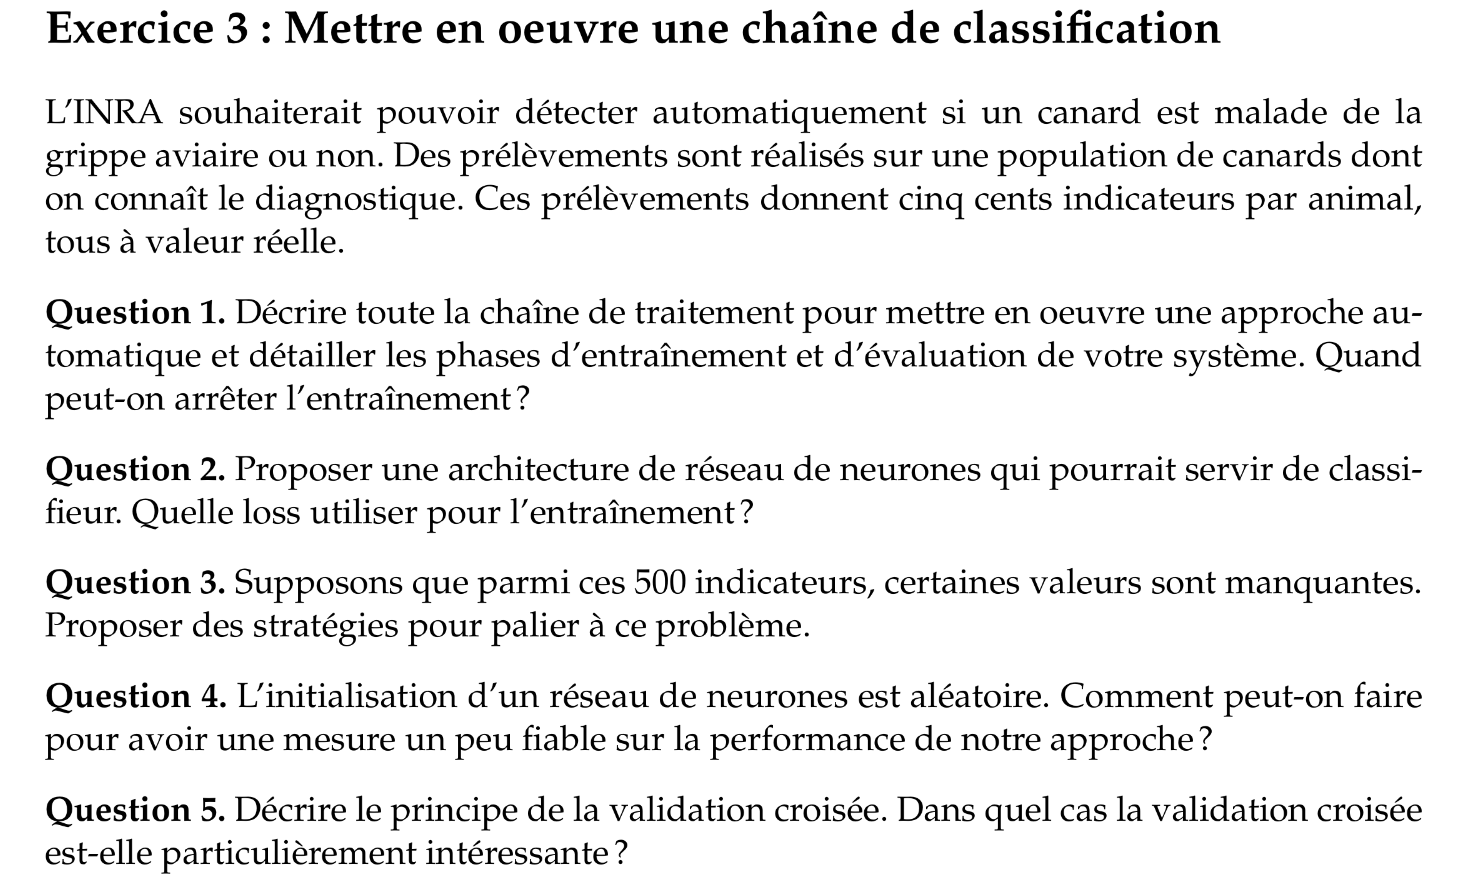 Exercice 3 : Mettre en oeuvre une chaîne de classification
L'INRA souhaiterait pouvoir détecter automatiquement si un canard est malade de la
grippe aviaire ou non. Des prélèvements sont réalisés sur une population de canards dont
on connaît le diagnostique. Ces prélèvements donnent cinq cents indicateurs par animal,
tous à valeur réelle.
Question 1. Décrire toute la chaîne de traitement pour mettre en oeuvre une approche au-
tomatique et détailler les phases d'entraînement et d'évaluation de votre système. Quand
peut-on arrêter l'entraînement ?
Question 2. Proposer une architecture de réseau de neurones qui pourrait servir de classi-
fieur. Quelle loss utiliser pour l'entraînement ?
Question 3. Supposons que parmi ces 500 indicateurs, certaines valeurs sont manquantes.
Proposer des stratégies pour palier à ce problème.
Question 4. L'initialisation d'un réseau de neurones est aléatoire. Comment peut-on faire
pour avoir une mesure un peu fiable sur la performance de notre approche ?
Question 5. Décrire le principe de la validation croisée. Dans quel cas la validation croisée
est-elle particulièrement intéressante ?